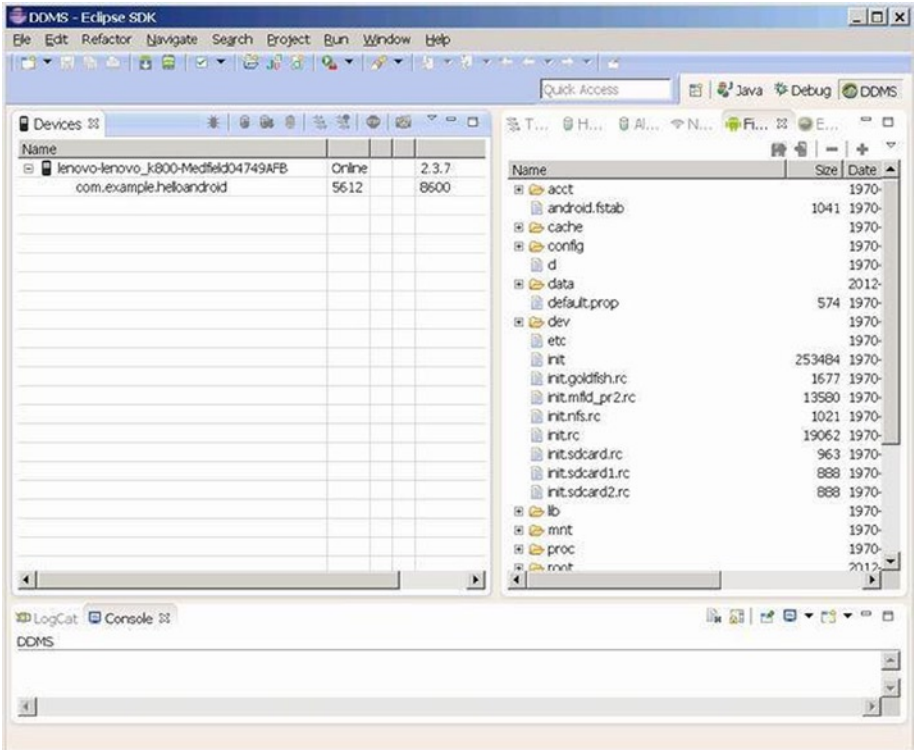 DDMS - Eclipse SDK
File Edit Refactor Navigate Search Project Run Window Help
Quick Access
Java Debug DDMS
Devices
Name
lenovo-lenovo_k800-Medfield04749AFB Online 2.3.7
com.example.helloandroid 5612 8600
T... H... Al... N... Fi... E...
Name Size Date
acct 1970-
android.fstab 1041 1970-
cache 1970-
config 1970-
d 1970-
data 2012-
default.prop 574 1970-
dev 1970-
etc 1970-
init 253484 1970-
init.goldfish.rc 1677 1970-
init.mfld_pr2.rc 13580 1970-
init.nfs.rc 1021 1970-
init.rc 19062 1970-
init.sdcard.rc 963 1970-
init.sdcard1.rc 888 1970-
init.sdcard2.rc 888 1970-
lib 1970-
mnt 1970-
proc 1970-
root 2012-
LogCat Console
DDMS